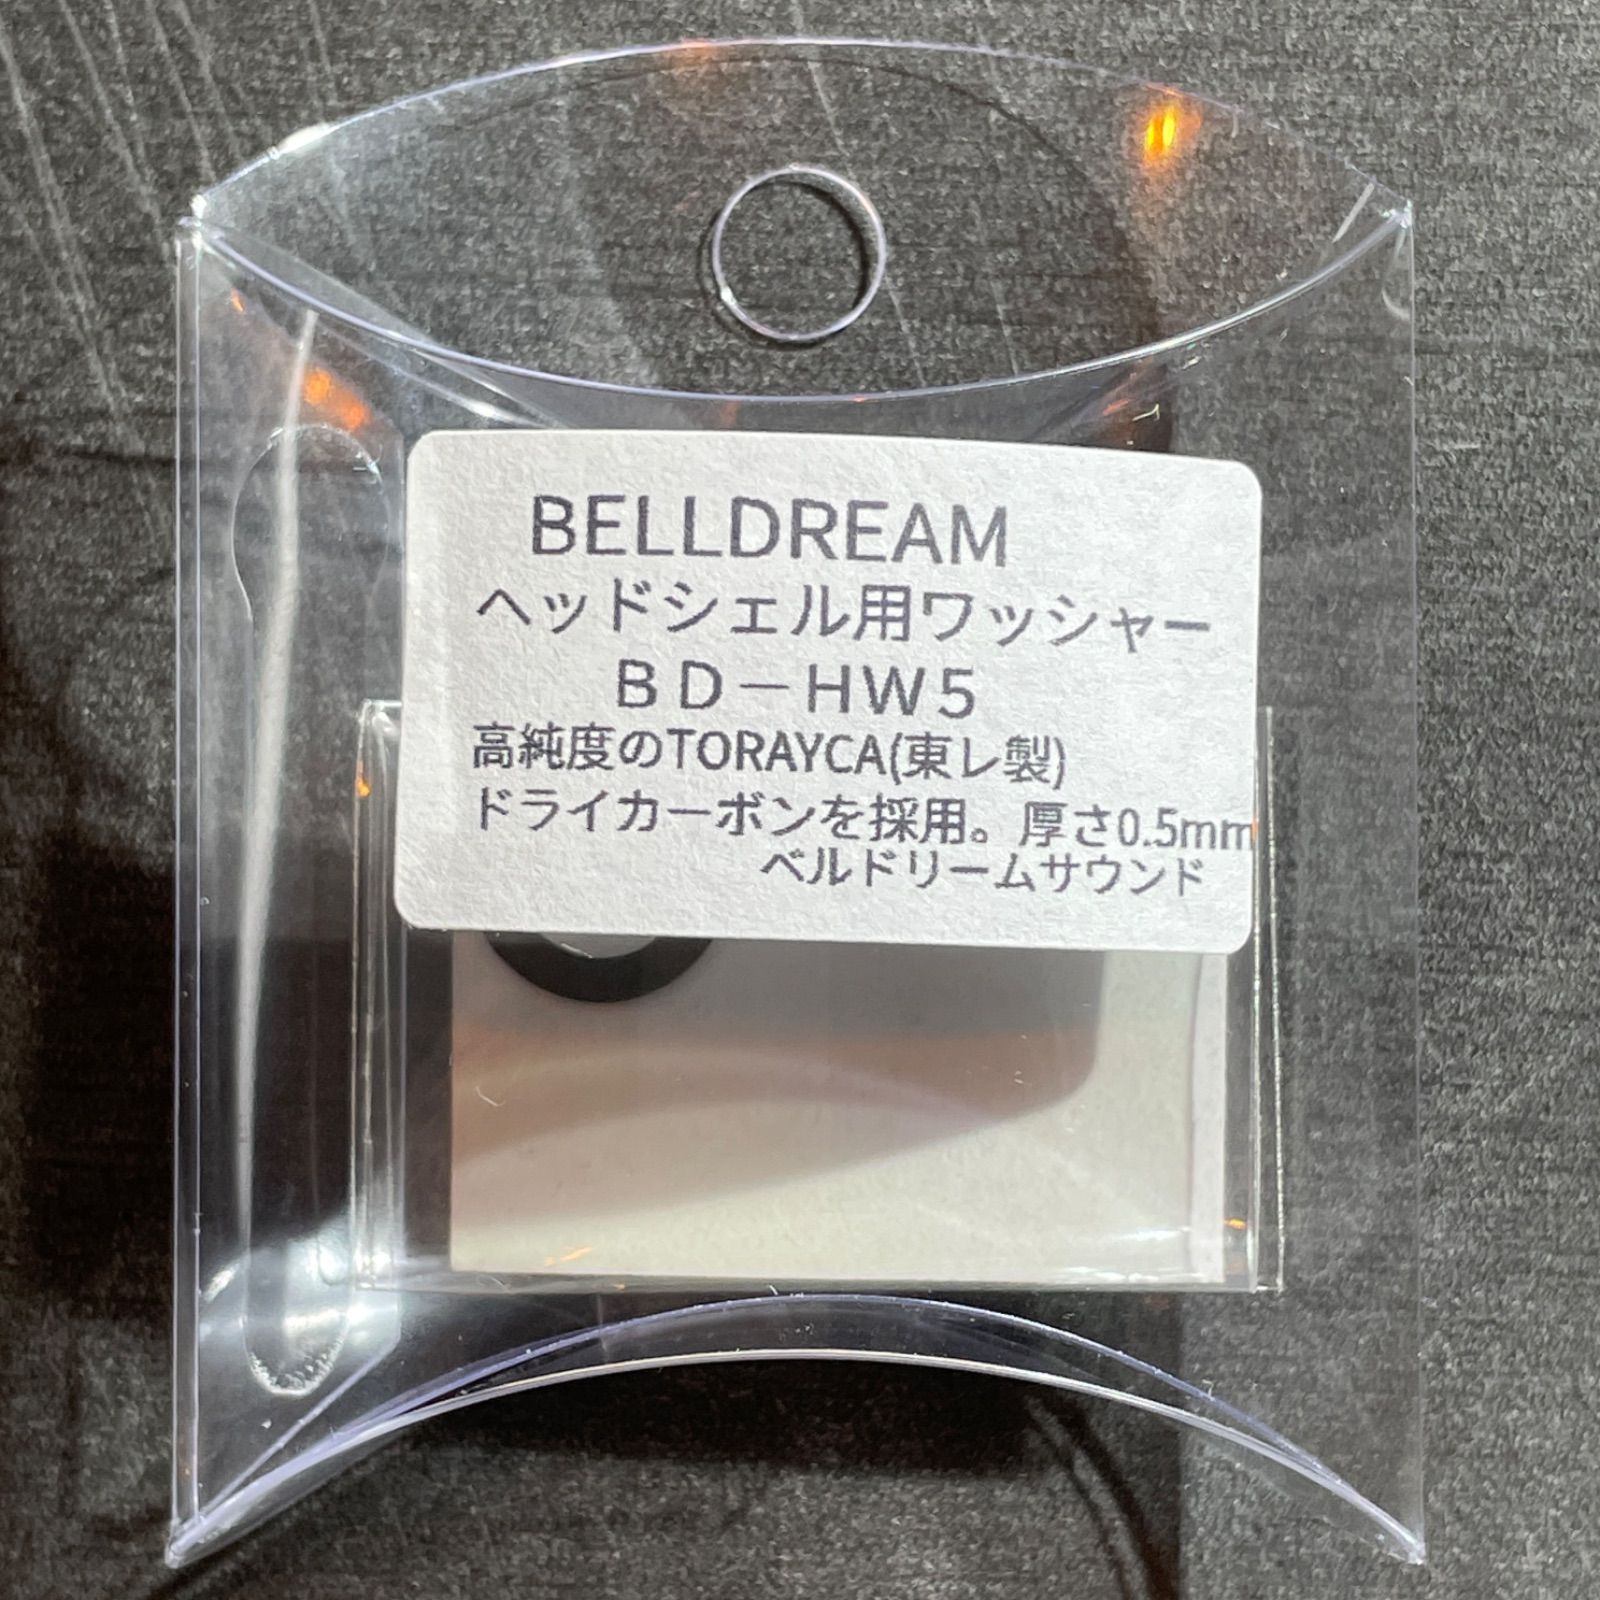 BELLDREAM
ヘッドシェル用ワッシャー
ＢＤ－ＨＷ５
高純度のTORAYCA(東レ製)
ドライカーボンを採用。厚さ0.5mm
ベルドリームサウンド